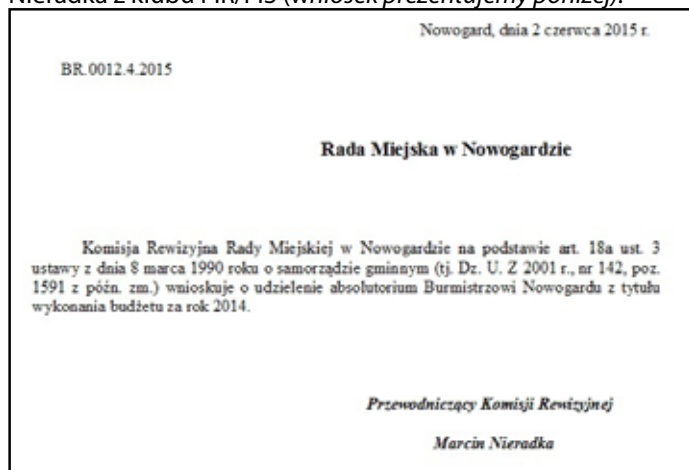 Nieradka z klubu PIR/PiS (wniosek prezentujemy poniżej).
Nowogard, dnia 2 czerwca 2015 r.
BR.0012.4.2015
Rada Miejska w Nowogardzie
Komisja Rewizyjna Rady Miejskiej w Nowogardzie na podstawie art. 18a ust. 3
ustawy z dnia 8 marca 1990 roku o samorządzie gminnym (tj. Dz. U. Z 2001 r., nr 142, poz.
1591 z późn. zm.) wnioskuje o udzielenie absolutorium Burmistrzowi Nowogardu z tytułu
wykonania budżetu za rok 2014.
Przewodniczący Komisji Rewizyjnej
Marcin Nieradka